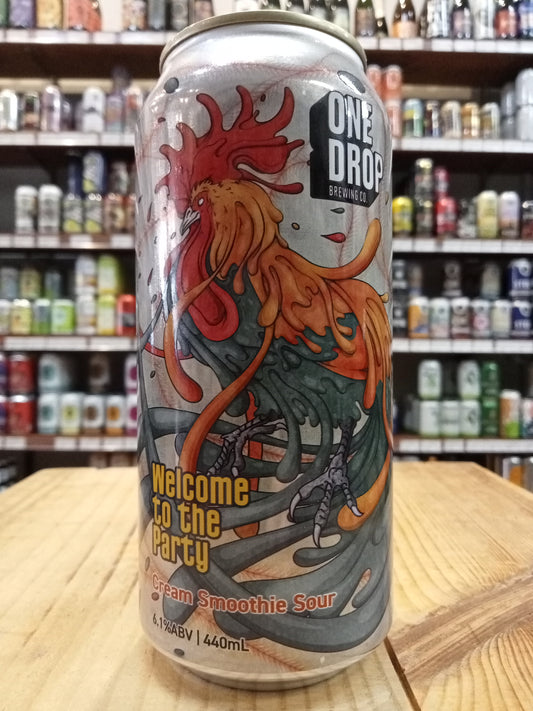 ONE
DROP
BREWING CO.
Welcome
to the
Party
Cream Smoothie Sour
6.1%ABV | 440mL